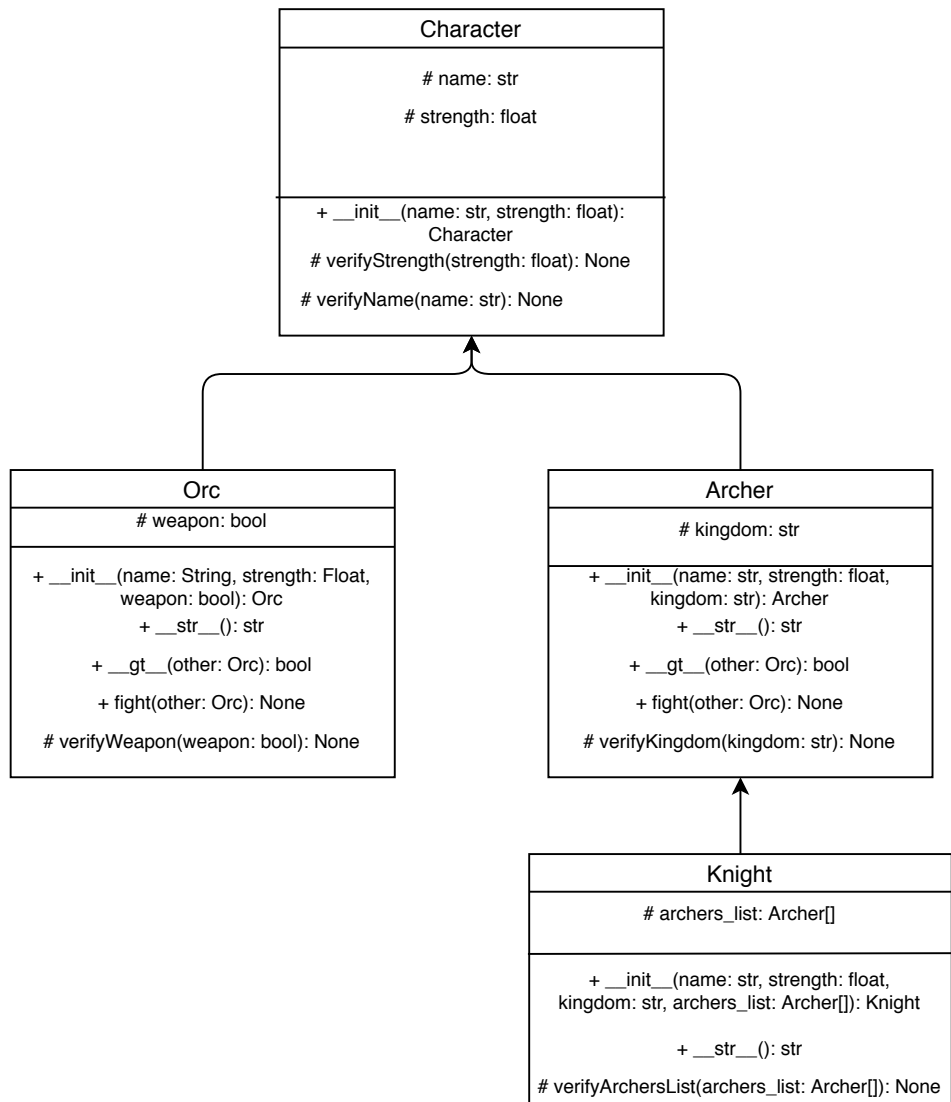 Character
# name: str
# strength: float
+ __init__(name: str, strength: float):
Character
# verifyStrength(strength: float): None
# verifyName(name: str): None
Orc
# weapon: bool
+ __init__(name: String, strength: Float,
weapon: bool): Orc
+ __str__(): str
+ __gt__(other: Orc): bool
+ fight(other: Orc): None
# verifyWeapon(weapon: bool): None
Archer
# kingdom: str
+ __init__(name: str, strength: float,
kingdom: str): Archer
+ __str__(): str
+ __gt__(other: Orc): bool
+ fight(other: Orc): None
# verifyKingdom(kingdom: str): None
Knight
# archers_list: Archer[]
+ __init__(name: str, strength: float,
kingdom: str, archers_list: Archer[]): Knight
+ __str__(): str
# verifyArchersList(archers_list: Archer[]): None